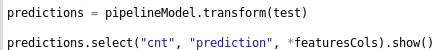 predictions = pipelineModel.transform(test)
predictions.select("cnt", "prediction", *featuresCols).show()